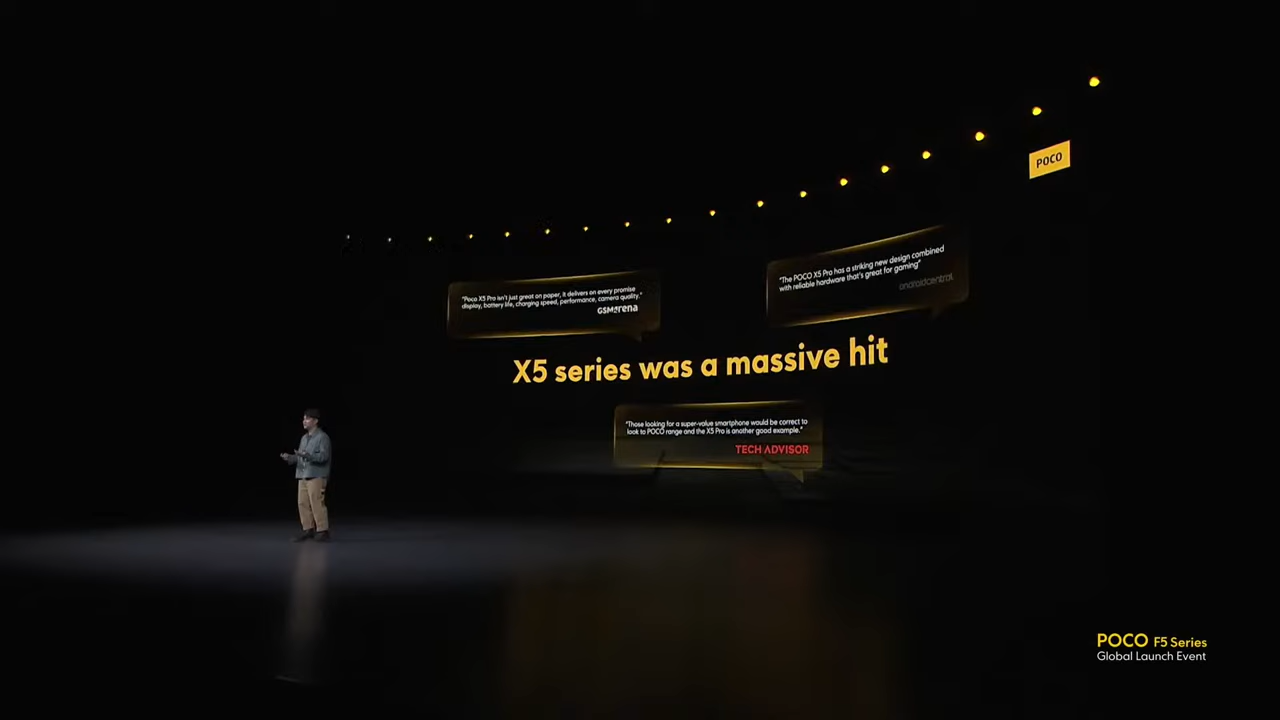 POCO
"Poco X5 Pro isn't just great on paper, it delivers on every promise
display, battery life, charging speed, performance, camera quality."
GSMarena
"The POCO X5 Pro has a striking new design combined
with reliable hardware that's great for gaming"
androidcentral
X5 series was a massive hit
"Those looking for a super-value smartphone would be correct to
look to POCO range and the X5 Pro is another good example."
TECH ADVISOR
POCO F5 Series
Global Launch Event